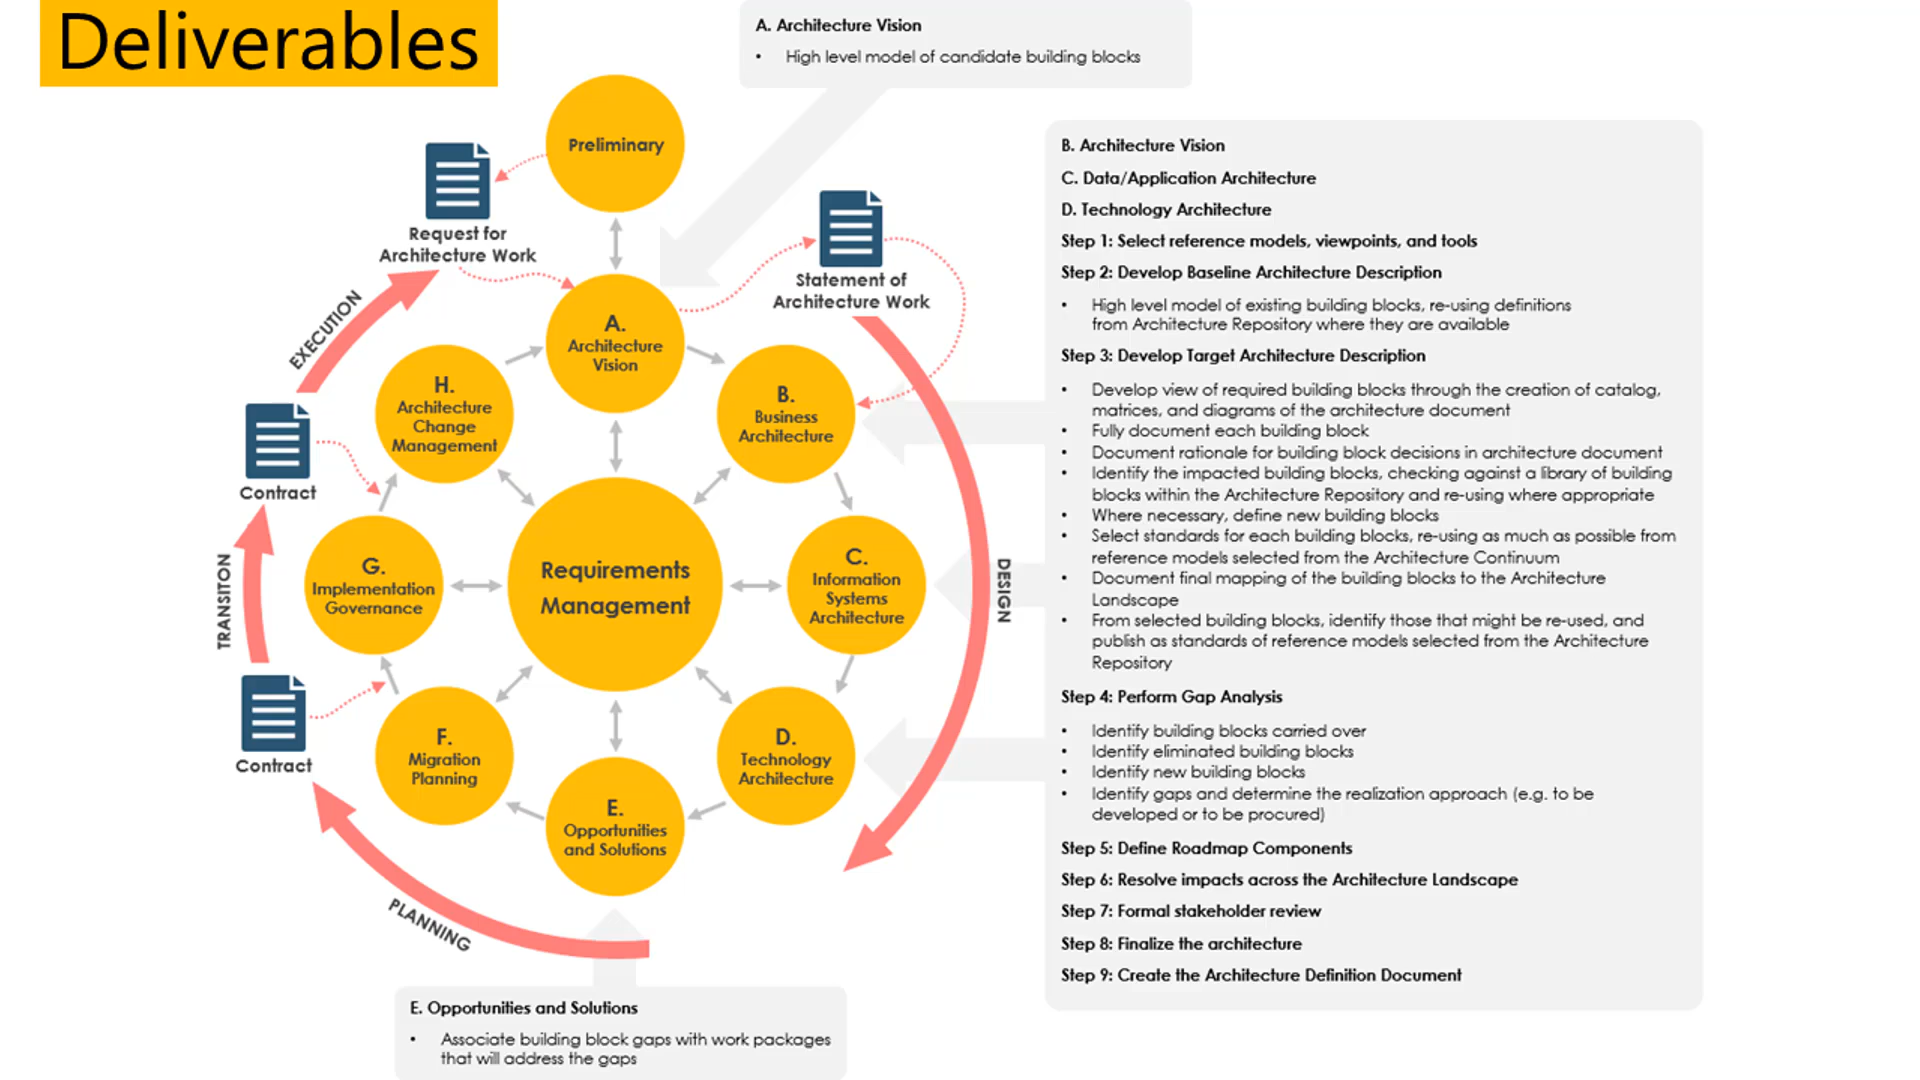 Deliverables
A. Architecture Vision
• High level model of candidate building blocks
Preliminary
Request for
Architecture Work
Statement of
Architecture Work
EXECUTION
A.
Architecture
Vision
H.
Architecture
Change
Management
B.
Business
Architecture
Contract
TRANSITION
G.
Implementation
Governance
Requirements
Management
C.
Information
Systems
Architecture
DESIGN
Contract
F.
Migration
Planning
D.
Technology
Architecture
E.
Opportunities
and Solutions
PLANNING
E. Opportunities and Solutions
• Associate building block gaps with work packages
that will address the gaps
B. Architecture Vision
C. Data/Application Architecture
D. Technology Architecture
Step 1: Select reference models, viewpoints, and tools
Step 2: Develop Baseline Architecture Description
• High level model of existing building blocks, re-using definitions
from Architecture Repository where they are available
Step 3: Develop Target Architecture Description
• Develop view of required building blocks through the creation of catalog,
matrices, and diagrams of the architecture document
• Fully document each building block
• Document rationale for building block decisions in architecture document
• Identify the impacted building blocks, checking against a library of building
blocks within the Architecture Repository and re-using where appropriate
• Where necessary, define new building blocks
• Select standards for each building blocks, re-using as much as possible from
reference models selected from the Architecture Continuum
• Document final mapping of the building blocks to the Architecture
Landscape
• From selected building blocks, identify those that might be re-used, and
publish as standards of reference models selected from the Architecture
Repository
Step 4: Perform Gap Analysis
• Identify building blocks carried over
• Identify eliminated building blocks
• Identify new building blocks
• Identify gaps and determine the realization approach (e.g. to be
developed or to be procured)
Step 5: Define Roadmap Components
Step 6: Resolve impacts across the Architecture Landscape
Step 7: Formal stakeholder review
Step 8: Finalize the architecture
Step 9: Create the Architecture Definition Document